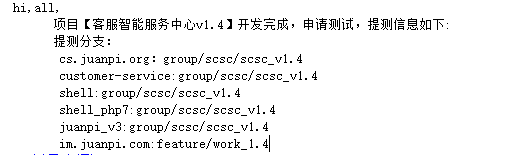 hi,all,
项目【客服智能服务中心v1.4】开发完成，申请测试，提测信息如下:
提测分支：
cs.juanpi.org: group/scsc/scsc_v1.4
customer-service:group/scsc/scsc_v1.4
shell:group/scsc/scsc_v1.4
shell_php7:group/scsc/scsc_v1.4
juanpi_v3:group/scsc/scsc_v1.4
im.juanpi.com:feature/work_1.4